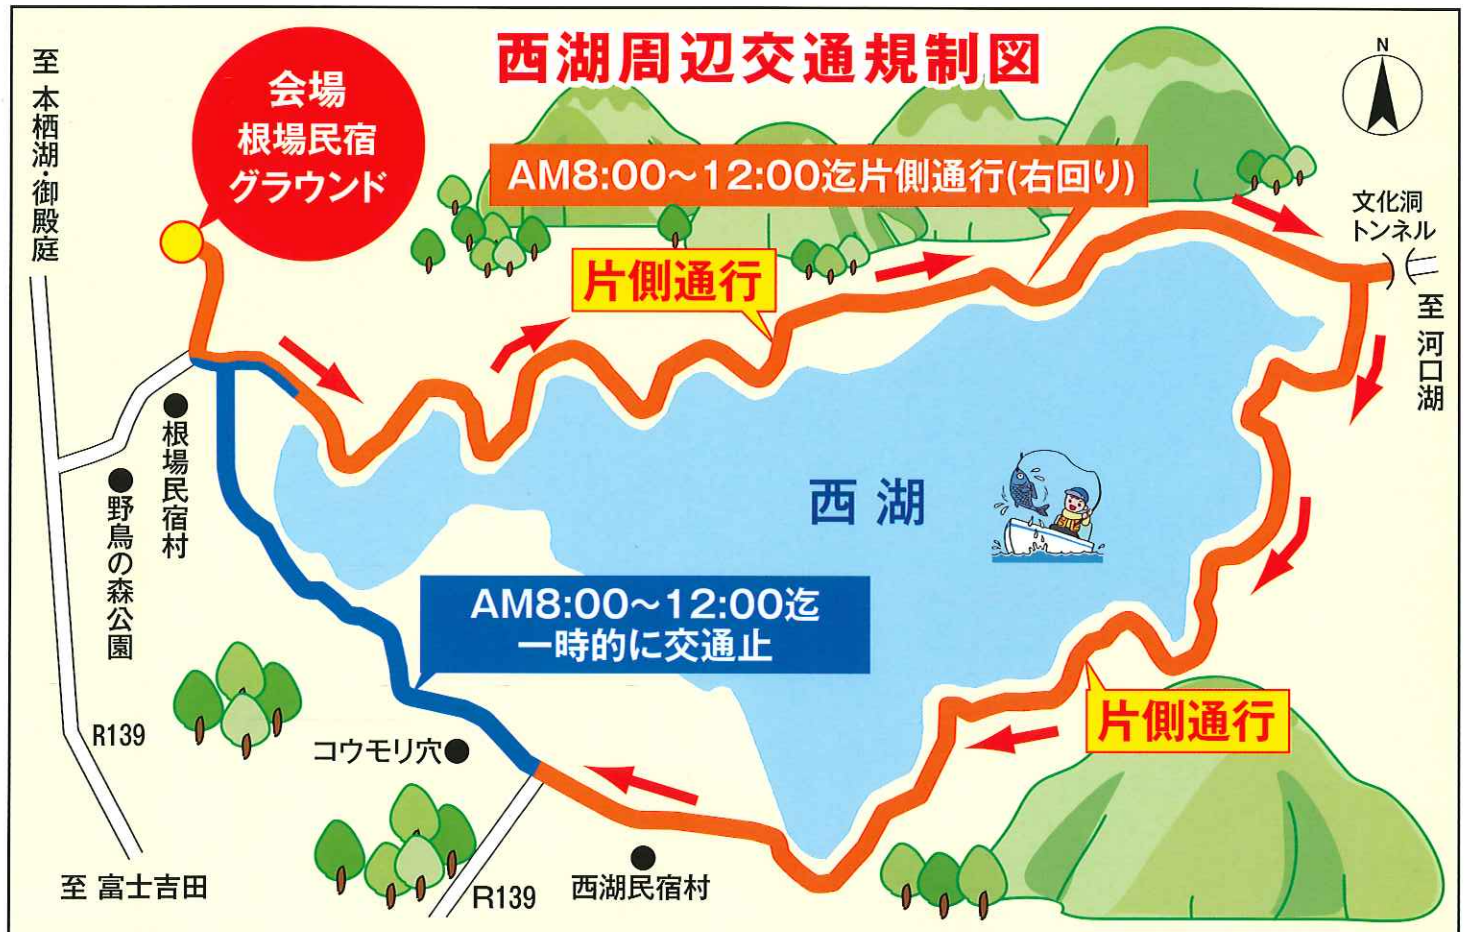 西湖周辺交通規制図
N
至 本栖湖・御殿庭
会場
根場民宿
グラウンド
AM8:00～12:00迄片側通行(右回り)
文化洞
トンネル
片側通行
至 河口湖
根場民宿村
野鳥の森公園
西湖
AM8:00～12:00迄
一時的に交通止
片側通行
R139
コウモリ穴
至 富士吉田
R139
西湖民宿村